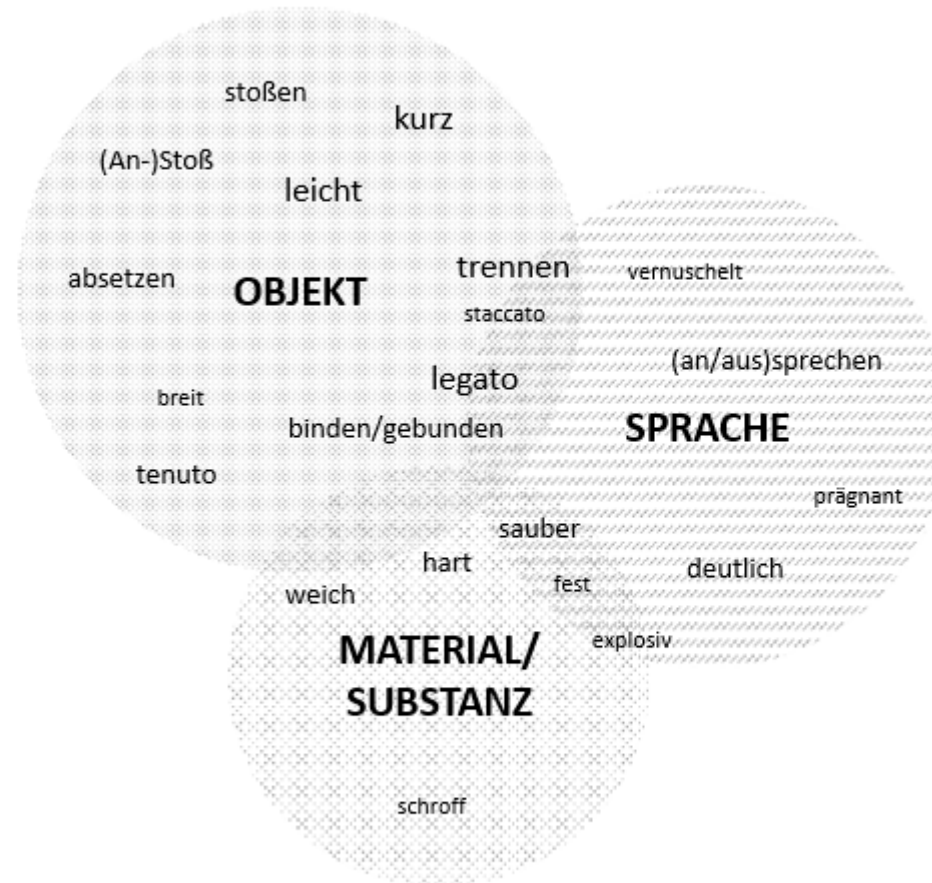 stoßen
kurz
(An-)Stoß
leicht
trennen
vernuschelt
absetzen
OBJEKT
staccato
(an/aus)sprechen
legato
breit
binden/gebunden
SPRACHE
tenuto
prägnant
sauber
hart
deutlich
fest
weich
explosiv
MATERIAL/
SUBSTANZ
schroff